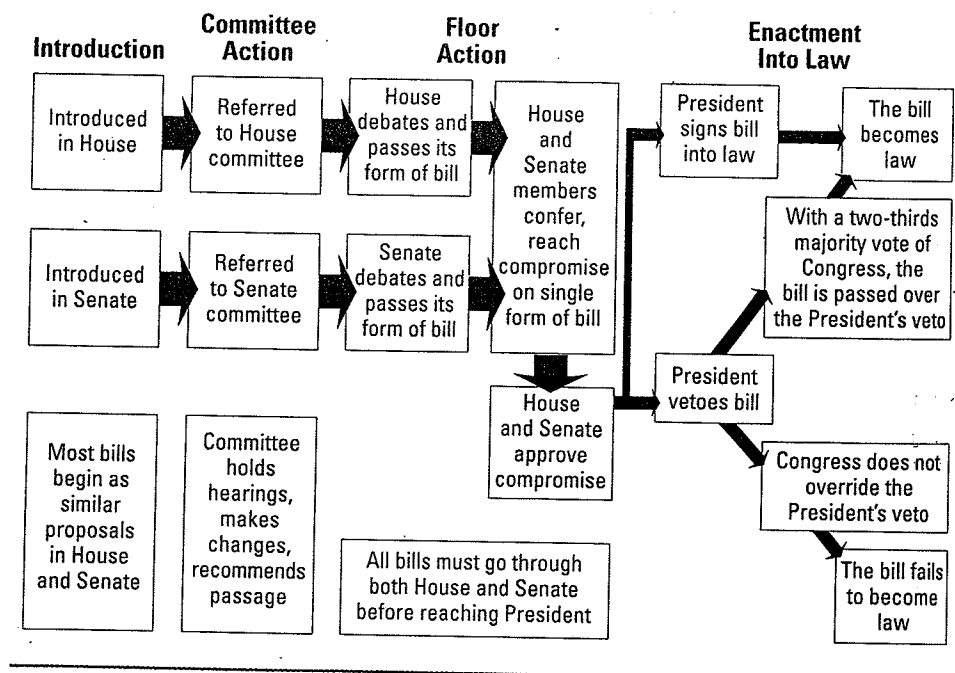 Introduction
Committee
Action
Floor
Action
Enactment
Into Law
Introduced
in House
Referred
to House
committee
House
debates and
passes its
form of bill
House
and
Senate
members
confer,
reach
compromise
on single
form of bill
President
signs bill
into law
The bill
becomes
law
Introduced
in Senate
Referred
to Senate
committee
Senate
debates and
passes its
form of bill
With a two-thirds
majority vote of
Congress, the
bill is passed over
the President's veto
House
and Senate
approve
compromise
President
vetoes bill
Congress does not
override the
President's veto
The bill fails
to become
law
Most bills
begin as
similar
proposals
in House
and Senate
Committee
holds
hearings,
makes
changes,
recommends
passage
All bills must go through
both House and Senate
before reaching President